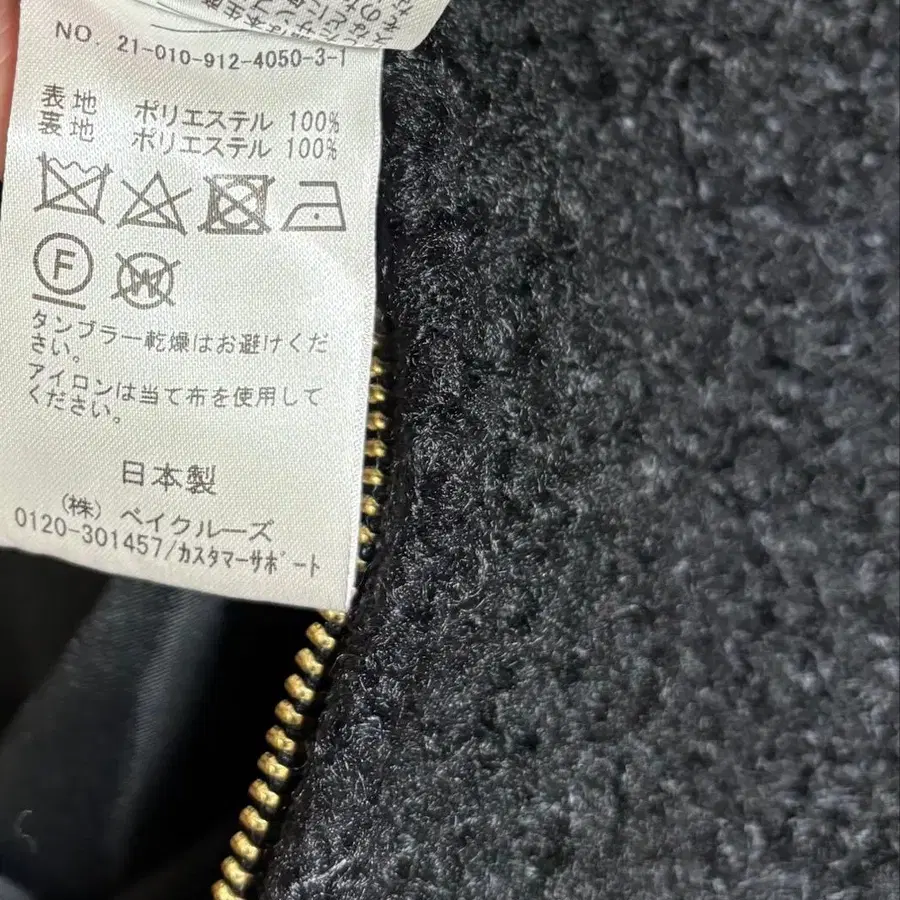 NO. 21-010-912-4050-3-1
表地 ポリエステル 100%
裏地 ポリエステル 100%
F
W
タンブラー乾燥はお避けくだ
さい。
アイロンは当て布を使用して
ください。
日本製
(株) ベイクルーズ
0120-301457/カスタマーサポート